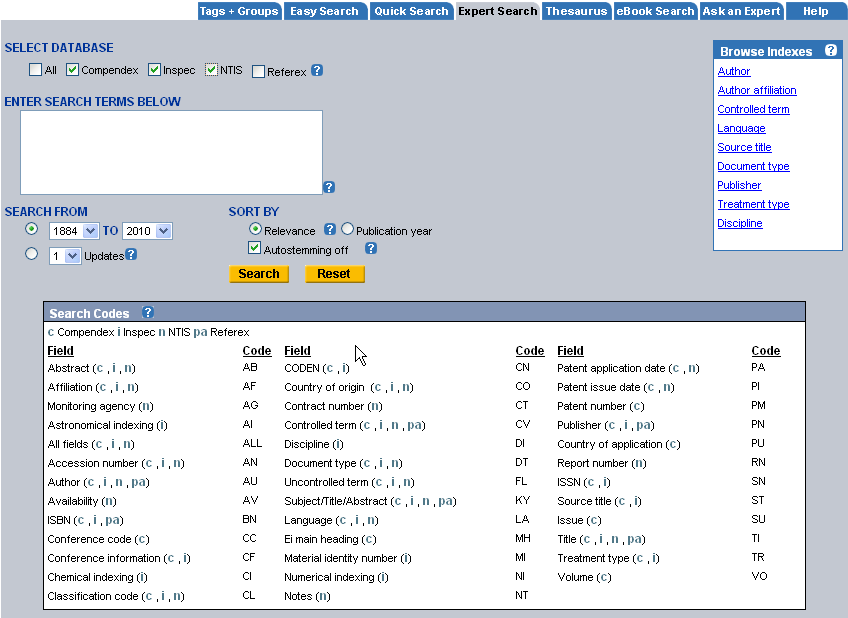 Tags + Groups Easy Search Quick Search Expert Search Thesaurus eBook Search Ask an Expert Help
SELECT DATABASE
All Compendex Inspec NTIS Referex ?
ENTER SEARCH TERMS BELOW
?
SEARCH FROM
1884 TO 2010
1 Updates ?
SORT BY
Relevance ? Publication year
Autostemming off ?
Search Reset
Browse Indexes ?
Author
Author affiliation
Controlled term
Language
Source title
Document type
Publisher
Treatment type
Discipline
Search Codes ?
c Compendex i Inspec n NTIS pa Referex
Field Code Field Code Field Code
Abstract (c , i , n) AB CODEN (c , i) CN Patent application date (c , n) PA
Affiliation (c , i , n) AF Country of origin (c , i , n) CO Patent issue date (c , n) PI
Monitoring agency (n) AG Contract number (n) CT Patent number (c) PM
Astronomical indexing (i) AI Controlled term (c , i , n , pa) CV Publisher (c , i , pa) PN
All fields (c , i , n) ALL Discipline (i) DI Country of application (c) PU
Accession number (c , i , n) AN Document type (c , i , n) DT Report number (n) RN
Author (c , i , n , pa) AU Uncontrolled term (c , i , n) FL ISSN (c , i) SN
Availability (n) AV Subject/Title/Abstract (c , i , n , pa) KY Source title (c , i) ST
ISBN (c , i , pa) BN Language (c , i , n) LA Issue (c) SU
Conference code (c) CC Ei main heading (c) MH Title (c , i , n , pa) TI
Conference information (c , i) CF Material identity number (i) MI Treatment type (c , i) TR
Chemical indexing (i) CI Numerical indexing (i) NI Volume (c) VO
Classification code (c , i , n) CL Notes (n) NT